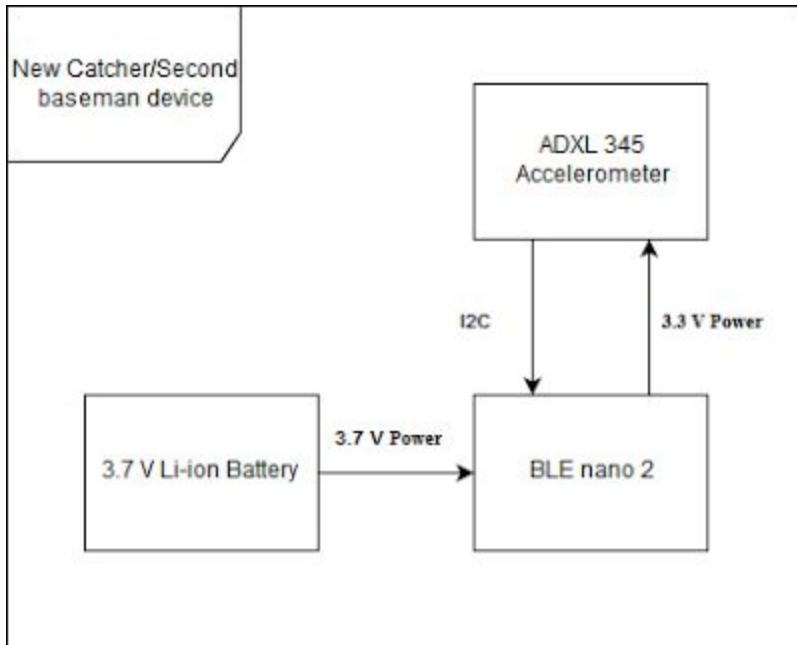 New Catcher/Second
baseman device
ADXL 345
Accelerometer
I2C
3.3 V Power
3.7 V Power
3.7 V Li-ion Battery
BLE nano 2